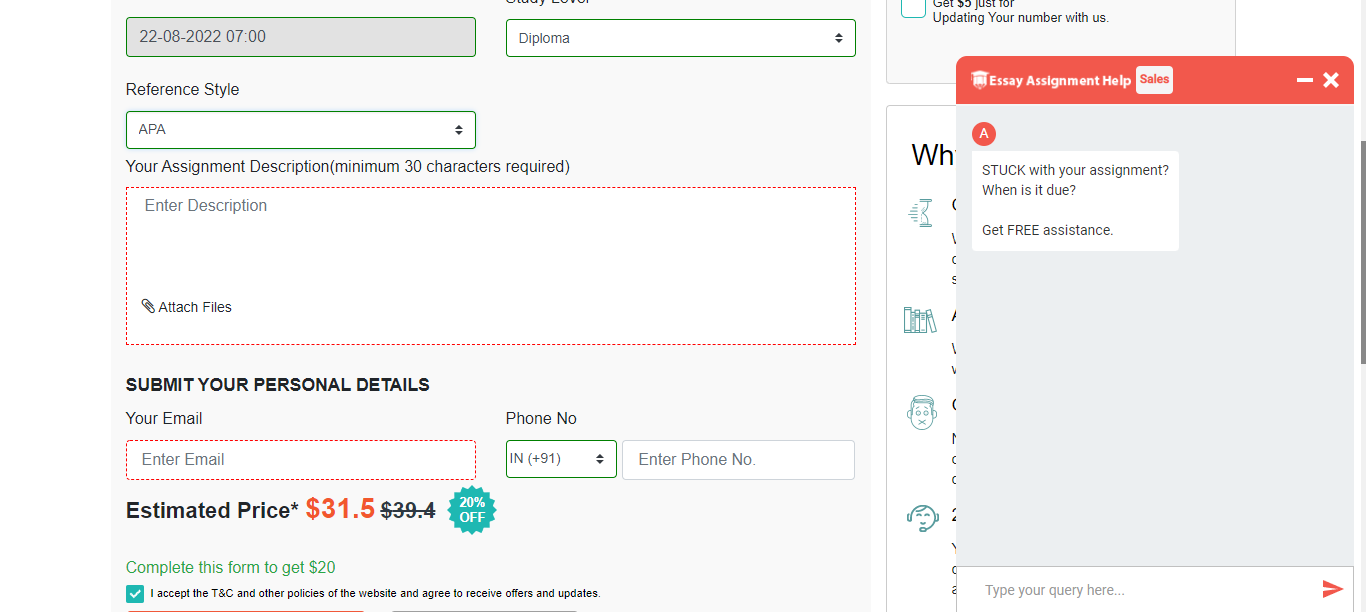 Study Level
22-08-2022 07:00
Diploma
Reference Style
APA
Your Assignment Description(minimum 30 characters required)
Enter Description
Attach Files
SUBMIT YOUR PERSONAL DETAILS
Your Email
Phone No
Enter Email
IN (+91)
Enter Phone No.
Estimated Price* $31.5 $39.4
20%
OFF
Complete this form to get $20
I accept the T&C and other policies of the website and agree to receive offers and updates.
Get $5 just for
Updating Your number with us.
Essay Assignment Help Sales
A
STUCK with your assignment?
When is it due?
Get FREE assistance.
Type your query here...